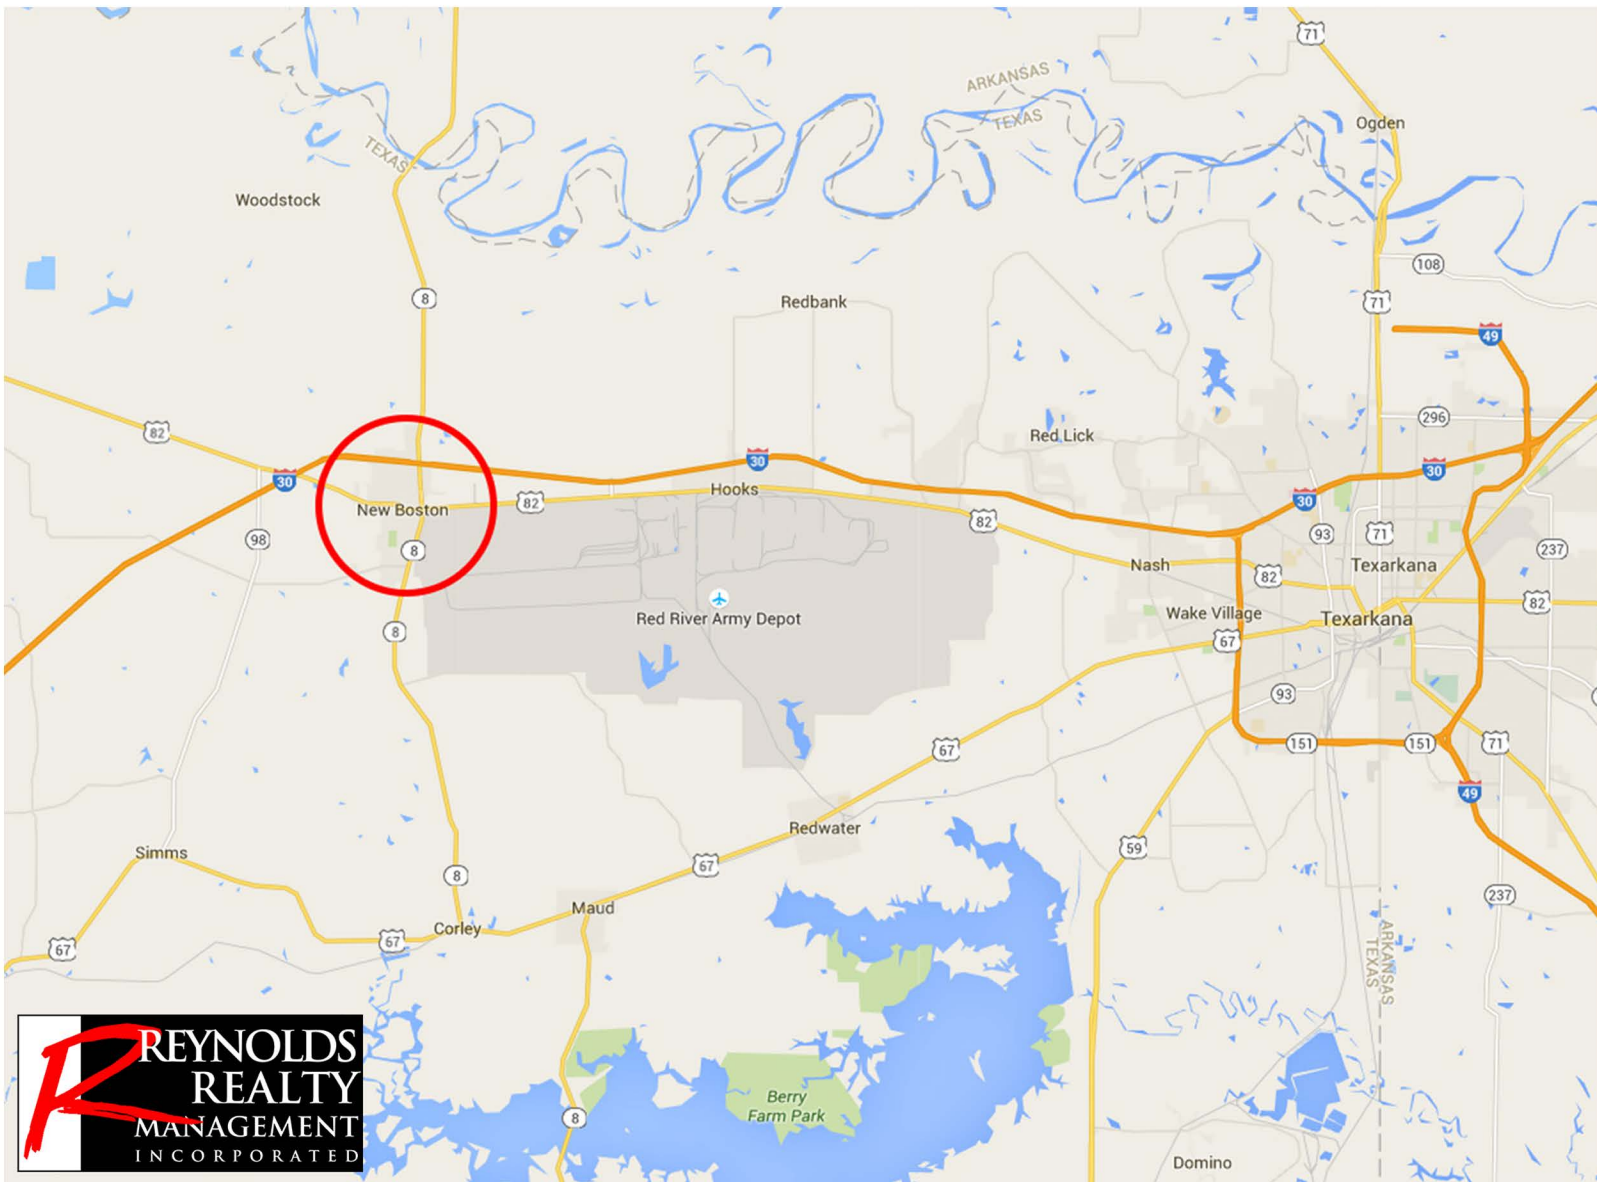 71
ARKANSAS
TEXAS
Ogden
TEXAS
Woodstock
108
8
Redbank
71
49
296
82
Red Lick
30
30
30
30
New Boston
82
Hooks
82
98
8
93
71
237
Nash
82
Texarkana
82
Red River Army Depot
Wake Village
Texarkana
8
67
93
67
151
151
71
49
Redwater
59
Simms
67
8
237
Maud
Corley
67
67
ARKANSAS
TEXAS
Berry
Farm Park
8
Domino
R
REYNOLDS
REALTY
MANAGEMENT
INCORPORATED